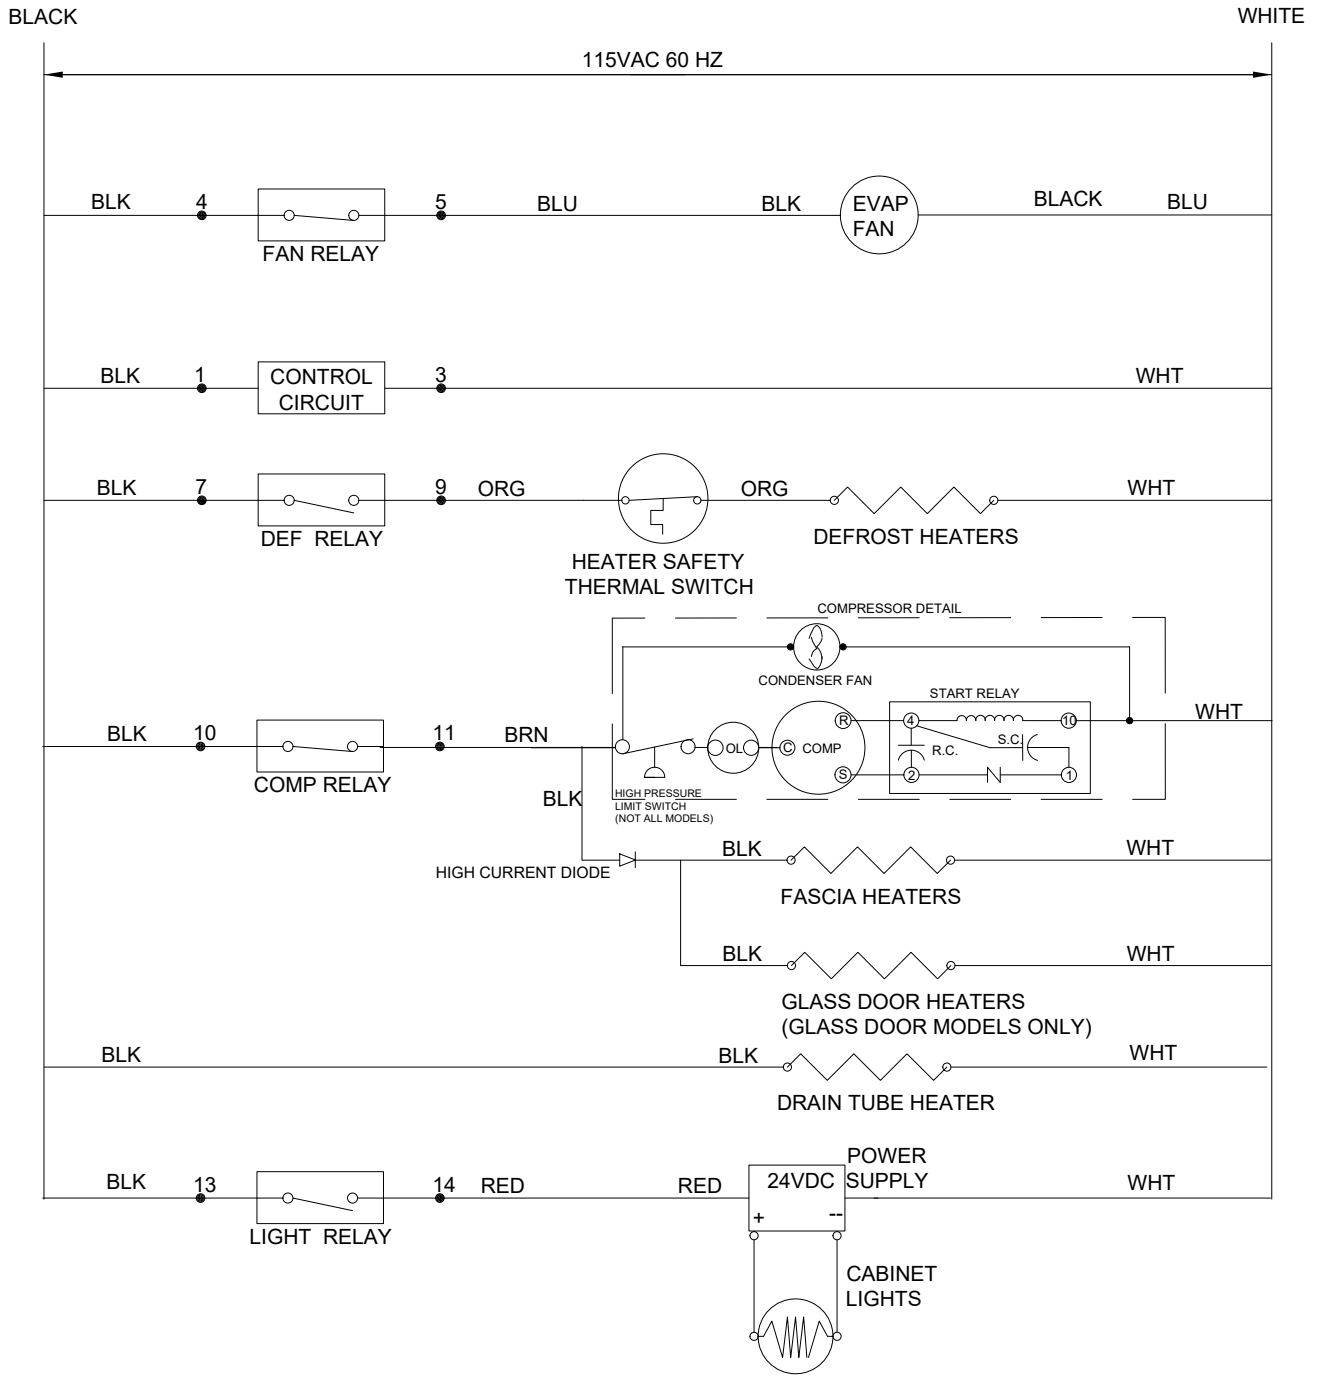 BLACK
WHITE
115VAC 60 HZ
BLK 4 5 BLU BLK EVAP FAN BLACK BLU
FAN RELAY
BLK 1 CONTROL CIRCUIT 3 WHT
BLK 7 9 ORG ORG WHT
DEF RELAY
HEATER SAFETY
THERMAL SWITCH
DEFROST HEATERS
COMPRESSOR DETAIL
CONDENSER FAN
START RELAY
BLK 10 11 BRN OL C COMP R S 4 10 R.C. S.C. 2 N 1 WHT
COMP RELAY
HIGH PRESSURE
LIMIT SWITCH
(NOT ALL MODELS)
BLK
HIGH CURRENT DIODE
BLK WHT
FASCIA HEATERS
BLK WHT
GLASS DOOR HEATERS
(GLASS DOOR MODELS ONLY)
BLK BLK WHT
DRAIN TUBE HEATER
BLK 13 14 RED RED 24VDC + -- WHT
LIGHT RELAY
POWER
SUPPLY
CABINET
LIGHTS